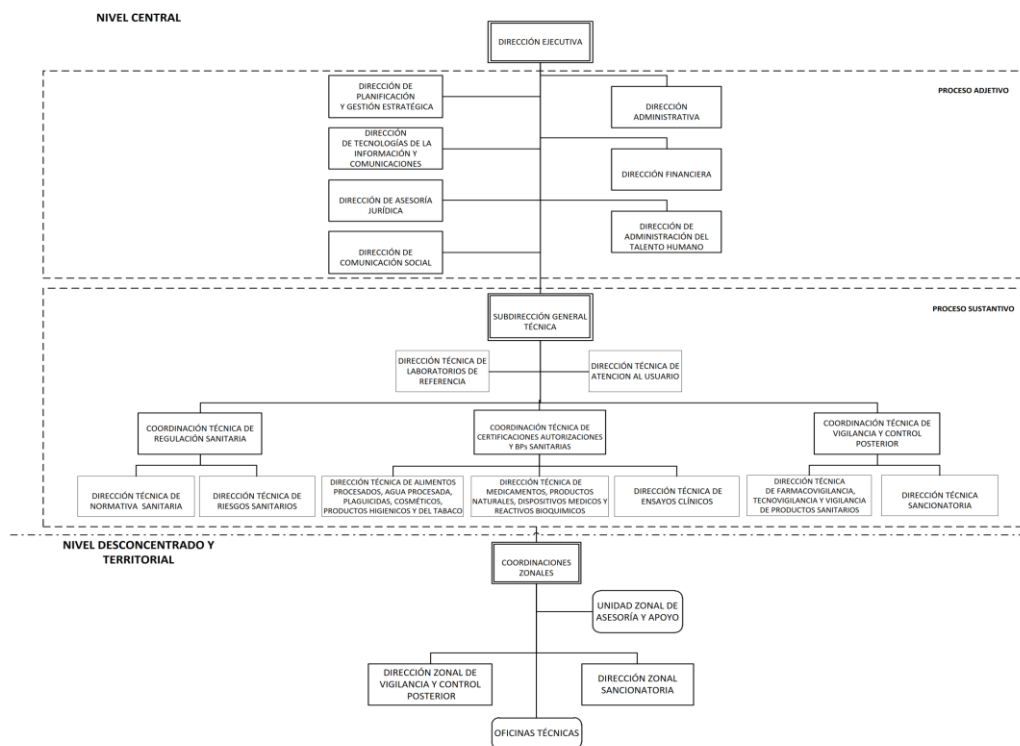 NIVEL CENTRAL
DIRECCIÓN EJECUTIVA
PROCESO ADJETIVO
DIRECCIÓN DE
PLANIFICACIÓN
Y GESTIÓN ESTRATÉGICA
DIRECCIÓN
ADMINISTRATIVA
DIRECCIÓN
DE TECNOLOGÍAS DE LA
INFORMACIÓN Y
COMUNICACIONES
DIRECCIÓN FINANCIERA
DIRECCIÓN DE ASESORÍA
JURÍDICA
DIRECCIÓN DE
ADMINISTRACIÓN DEL
TALENTO HUMANO
DIRECCIÓN DE
COMUNICACIÓN SOCIAL
PROCESO SUSTANTIVO
SUBDIRECCIÓN GENERAL
TÉCNICA
DIRECCIÓN TÉCNICA DE
LABORATORIOS DE
REFERENCIA
DIRECCIÓN TÉCNICA DE
ATENCION AL USUARIO
COORDINACIÓN TÉCNICA DE
REGULACIÓN SANITARIA
COORDINACIÓN TÉCNICA DE
CERTIFICACIONES AUTORIZACIONES
Y BPs SANITARIAS
COORDINACIÓN TÉCNICA DE
VIGILANCIA Y CONTROL
POSTERIOR
DIRECCIÓN TÉCNICA DE
NORMATIVA SANITARIA
DIRECCIÓN TÉCNICA DE
RIESGOS SANITARIOS
DIRECCIÓN TÉCNICA DE ALIMENTOS
PROCESADOS, AGUA PROCESADA,
PLAGUICIDAS, COSMÉTICOS,
PRODUCTOS HIGIENICOS Y DEL TABACO
DIRECCIÓN TÉCNICA DE
MEDICAMENTOS, PRODUCTOS
NATURALES, DISPOSITIVOS MEDICOS Y
REACTIVOS BIOQUIMICOS
DIRECCIÓN TÉCNICA DE
ENSAYOS CLÍNICOS
DIRECCIÓN TÉCNICA
DE FARMACOVIGILANCIA,
TECNOVIGILANCIA Y VIGILANCIA
DE PRODUCTOS SANITARIOS
DIRECCIÓN TÉCNICA
SANCIONATORIA
NIVEL DESCONCENTRADO Y
TERRITORIAL
COORDINACIONES
ZONALES
UNIDAD ZONAL DE
ASESORÍA Y APOYO
DIRECCIÓN ZONAL DE
VIGILANCIA Y CONTROL
POSTERIOR
DIRECCIÓN ZONAL
SANCIONATORIA
OFICINAS TÉCNICAS